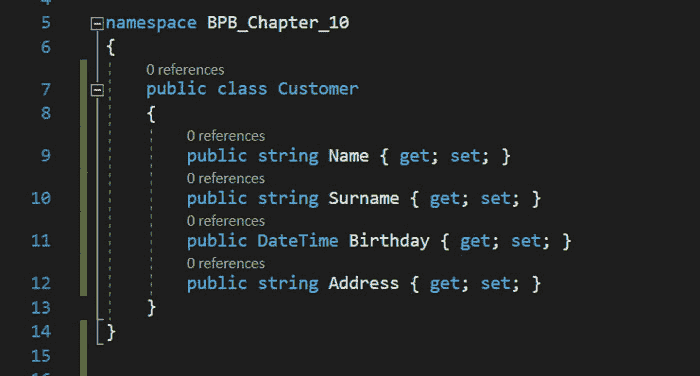 5 namespace BPB_Chapter_10
6 {
0 references
7 public class Customer
8 {
0 references
9 public string Name { get; set; }
0 references
10 public string Surname { get; set; }
0 references
11 public DateTime Birthday { get; set; }
0 references
12 public string Address { get; set; }
13 }
14 }
15